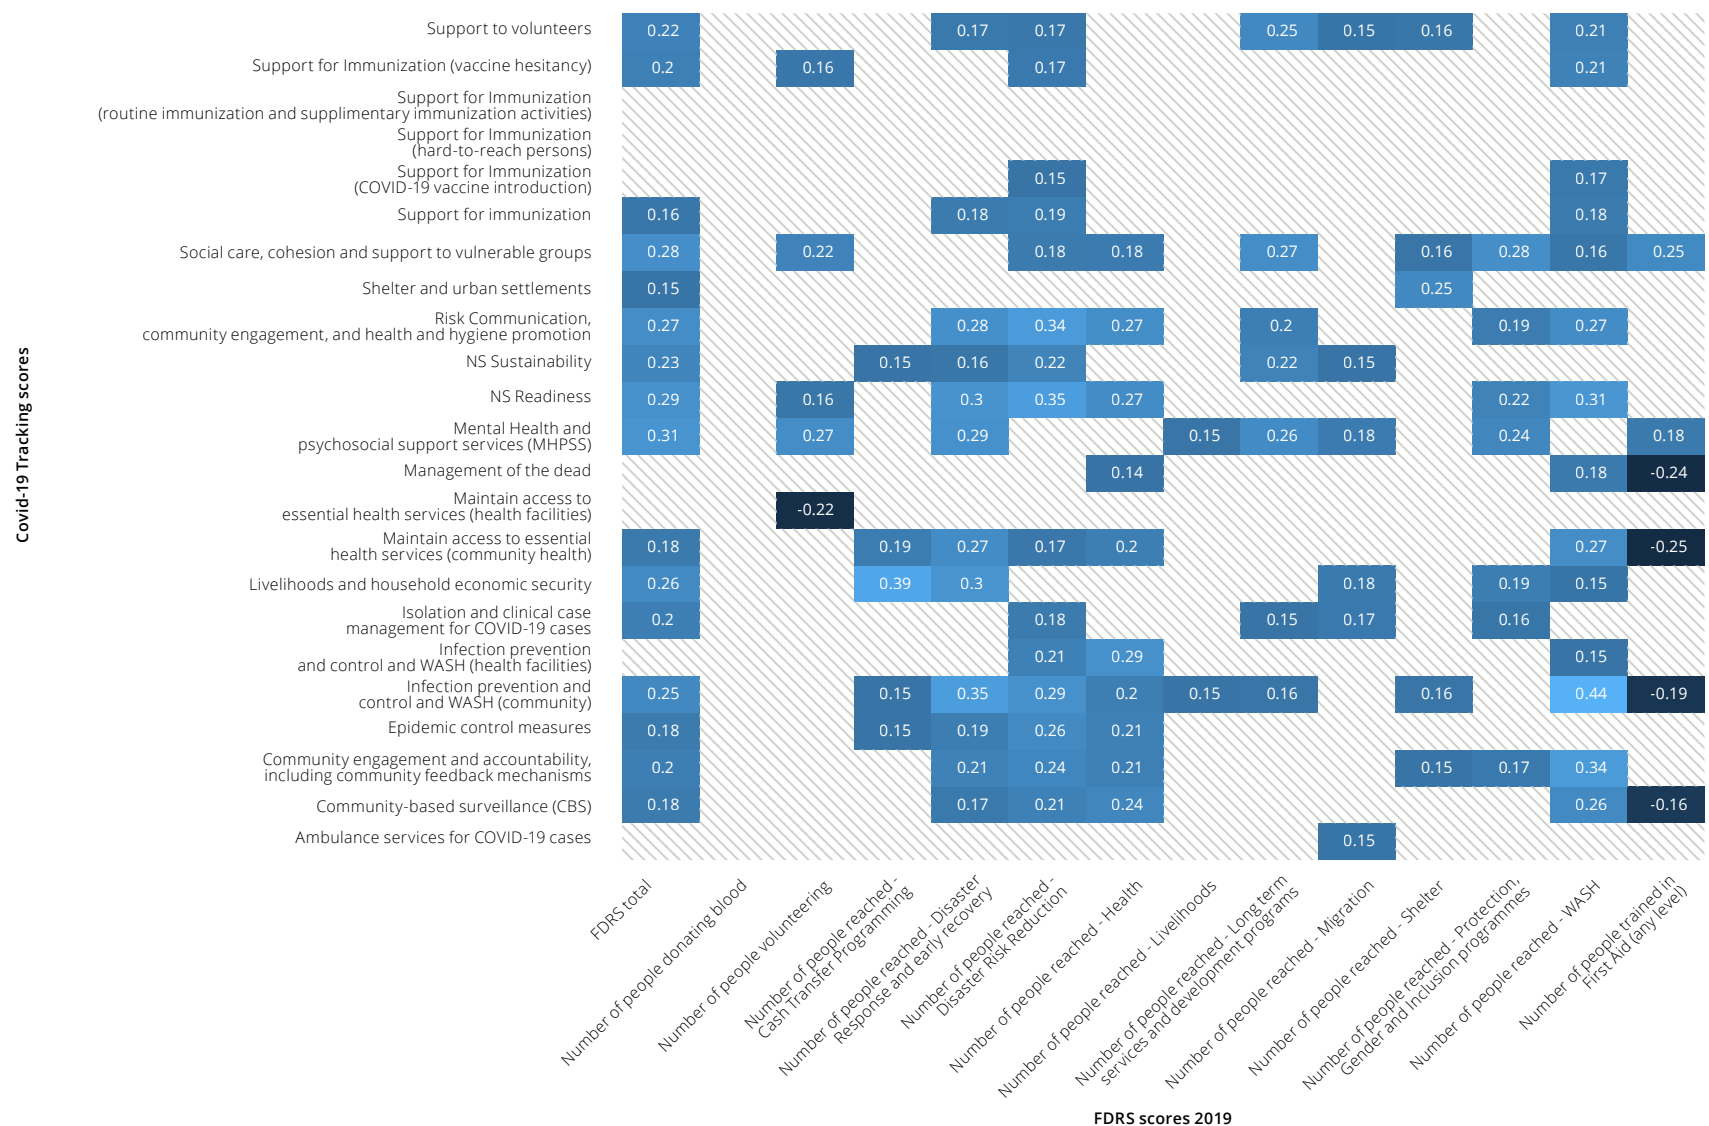 Support to volunteers 0.22 0.17 0.17 0.25 0.15 0.16 0.21
Support for Immunization (vaccine hesitancy) 0.2 0.16 0.17 0.21
Support for Immunization
(routine immunization and supplimentary immunization activities)
Support for Immunization
(hard-to-reach persons)
Support for Immunization
(COVID-19 vaccine introduction) 0.15 0.17
Support for immunization 0.16 0.18 0.19 0.18
Social care, cohesion and support to vulnerable groups 0.28 0.22 0.18 0.18 0.27 0.16 0.28 0.16 0.25
Shelter and urban settlements 0.15 0.25
Risk Communication,
community engagement, and health and hygiene promotion 0.27 0.28 0.34 0.27 0.2 0.19 0.27
NS Sustainability 0.23 0.15 0.16 0.22 0.22 0.15
NS Readiness 0.29 0.16 0.3 0.35 0.27 0.22 0.31
Mental Health and
psychosocial support services (MHPSS) 0.31 0.27 0.29 0.15 0.26 0.18 0.24 0.18
Management of the dead 0.14 0.18 -0.24
Maintain access to
essential health services (health facilities) -0.22
Maintain access to essential
health services (community health) 0.18 0.19 0.27 0.17 0.2 0.27 -0.25
Livelihoods and household economic security 0.26 0.39 0.3 0.18 0.19 0.15
Isolation and clinical case
management for COVID-19 cases 0.2 0.18 0.15 0.17 0.16
Infection prevention
and control and WASH (health facilities) 0.21 0.29 0.15
Infection prevention and
control and WASH (community) 0.25 0.15 0.35 0.29 0.2 0.15 0.16 0.16 0.44 -0.19
Epidemic control measures 0.18 0.15 0.19 0.26 0.21
Community engagement and accountability,
including community feedback mechanisms 0.2 0.21 0.24 0.21 0.15 0.17 0.34
Community-based surveillance (CBS) 0.18 0.17 0.21 0.24 0.26 -0.16
Ambulance services for COVID-19 cases 0.15
Covid-19 Tracking scores
FDRS total
Number of people donating blood
Number of people volunteering
Number of people reached -
Cash Transfer Programming
Number of people reached - Disaster
Response and early recovery
Number of people reached -
Disaster Risk Reduction
Number of people reached - Health
Number of people reached - Livelihoods
Number of people reached - Long term
services and development programs
Number of people reached - Migration
Number of people reached - Shelter
Number of people reached - Protection,
Gender and Inclusion programmes
Number of people reached - WASH
Number of people trained in
First Aid (any level)
FDRS scores 2019